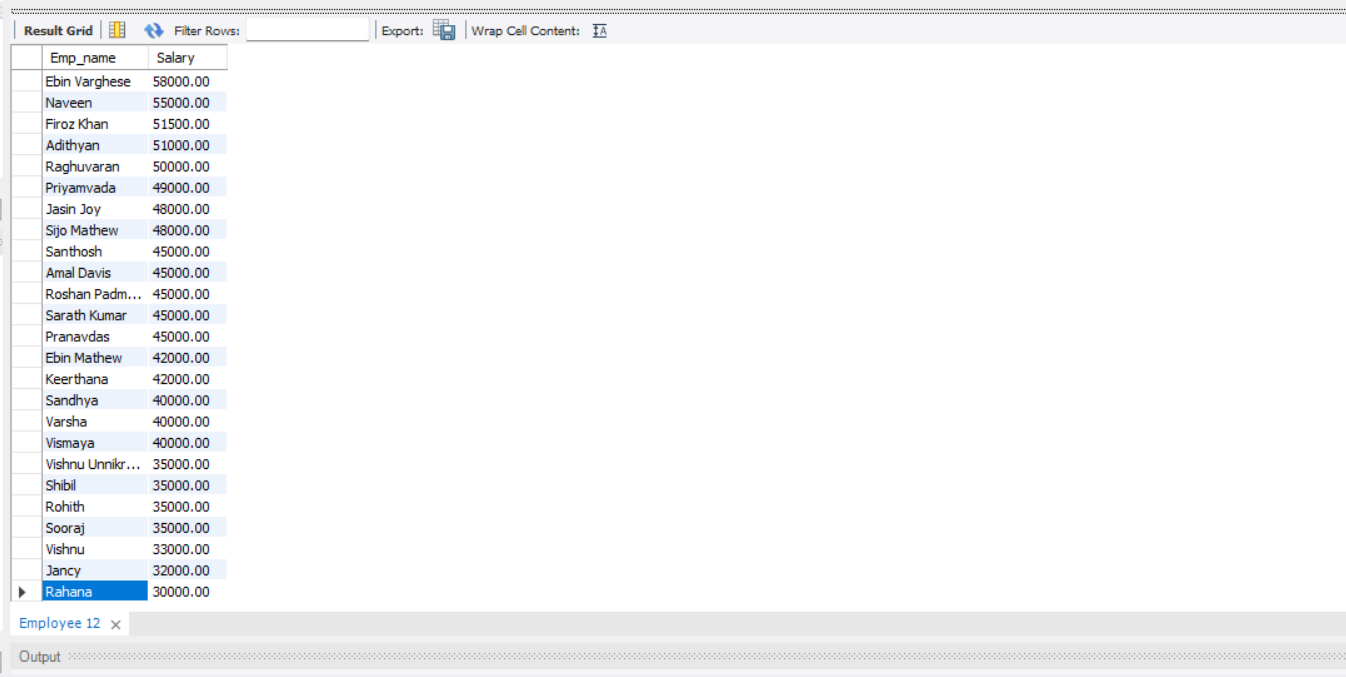 Result Grid Filter Rows: Export: Wrap Cell Content:
Emp_name Salary
Ebin Varghese 58000.00
Naveen 55000.00
Firoz Khan 51500.00
Adithyan 51000.00
Raghuvaran 50000.00
Priyamvada 49000.00
Jasin Joy 48000.00
Sijo Mathew 48000.00
Santhosh 45000.00
Amal Davis 45000.00
Roshan Padm... 45000.00
Sarath Kumar 45000.00
Pranavdas 45000.00
Ebin Mathew 42000.00
Keerthana 42000.00
Sandhya 40000.00
Varsha 40000.00
Vismaya 40000.00
Vishnu Unnikr... 35000.00
Shibil 35000.00
Rohith 35000.00
Sooraj 35000.00
Vishnu 33000.00
Jancy 32000.00
Rahana 30000.00
Employee 12
Output